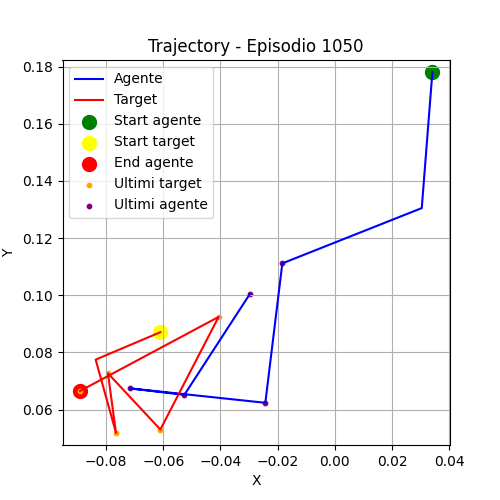 Trajectory - Episodio 1050
Agente
Target
Start agente
Start target
End agente
Ultimi target
Ultimi agente
0.18
0.16
0.14
0.12
0.10
0.08
0.06
Y
−0.08 −0.06 −0.04 −0.02 0.00 0.02 0.04
X